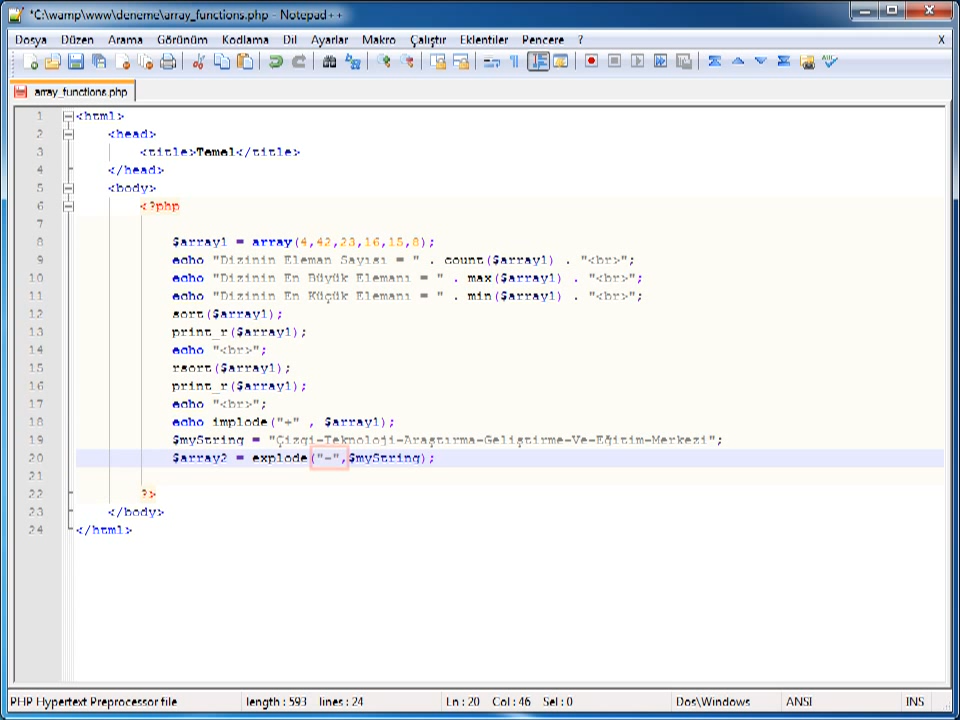 *C:\wamp\www\deneme\array_functions.php - Notepad++
Dosya Düzen Arama Görünüm Kodlama Dil Ayarlar Makro Çalıştır Eklentiler Pencere ? X
array_functions.php
1 <html>
2 <head>
3 <title>Temel</title>
4 </head>
5 <body>
6 <?php
7
8 $array1 = array(4,42,23,16,15,8);
9 echo "Dizinin Eleman Sayısı = " . count($array1) . "<br>";
10 echo "Dizinin En Büyük Elemanı = " . max($array1) . "<br>";
11 echo "Dizinin En Küçük Elemanı = " . min($array1) . "<br>";
12 sort($array1);
13 print_r($array1);
14 echo "<br>";
15 rsort($array1);
16 print_r($array1);
17 echo "<br>";
18 echo implode("+" , $array1);
19 $myString = "Çizgi-Teknoloji-Araştırma-Geliştirme-Ve-Eğitim-Merkezi";
20 $array2 = explode("-",$myString);
21
22 ?>
23 </body>
24 </html>
PHP Hypertext Preprocessor file length : 593 lines : 24 Ln : 20 Col : 46 Sel : 0 Dos\Windows ANSI INS